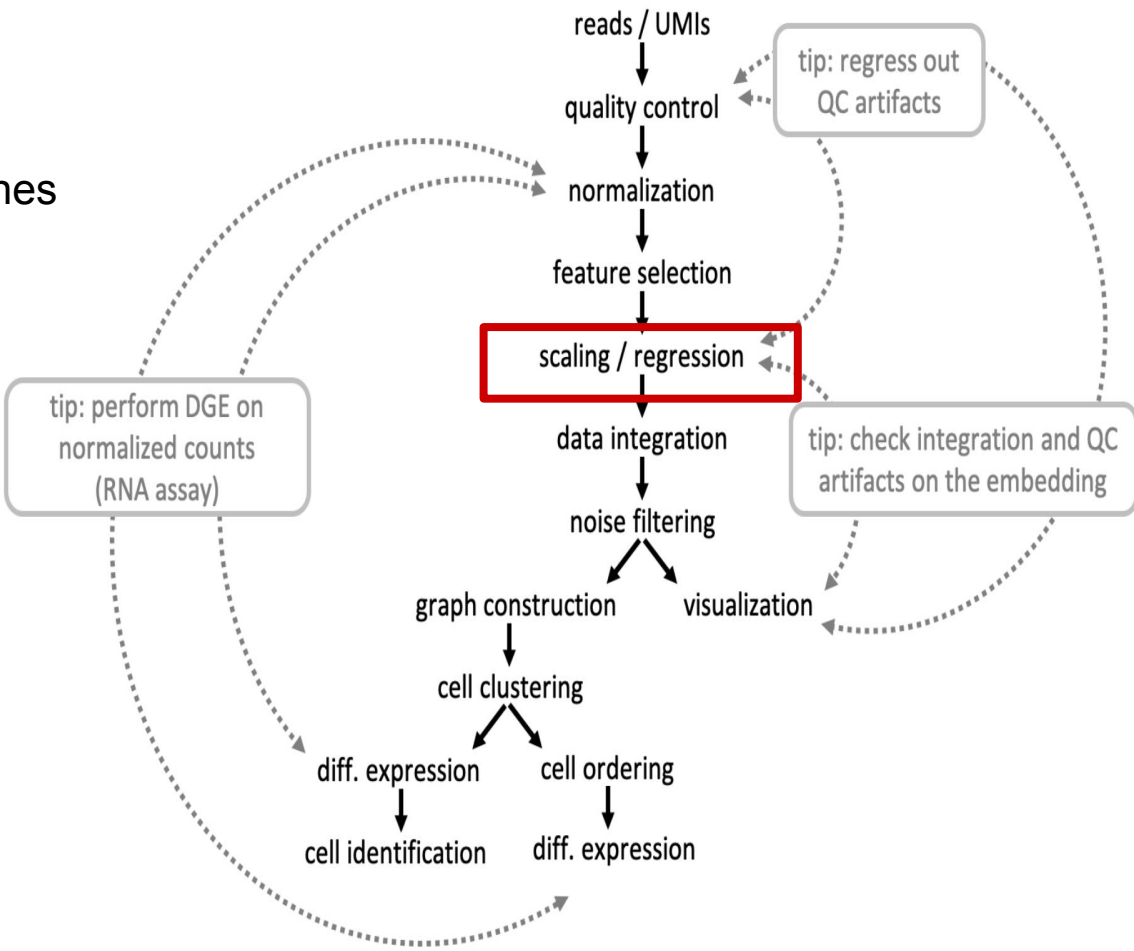 reads / UMIs
tip: regress out
QC artifacts
quality control
nes
normalization
feature selection
scaling / regression
tip: perform DGE on
normalized counts
(RNA assay)
data integration
tip: check integration and QC
artifacts on the embedding
noise filtering
graph construction
visualization
cell clustering
diff. expression
cell ordering
cell identification
diff. expression